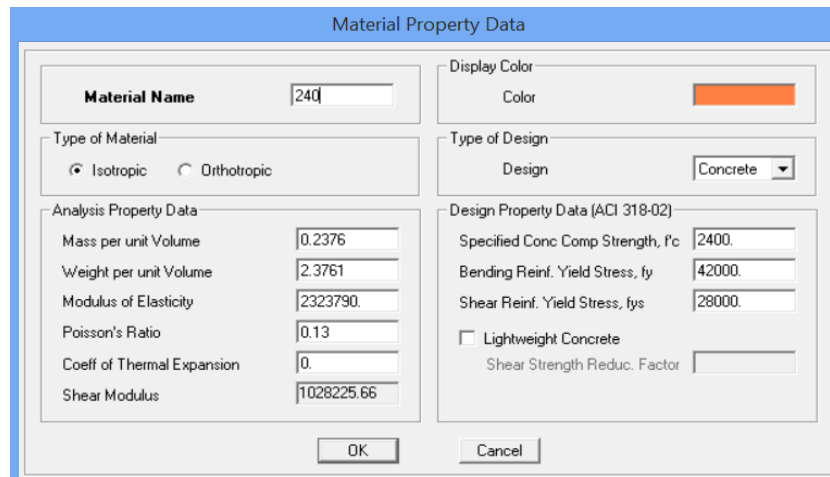 Material Property Data
Material Name 240
Display Color
Color
Type of Material
Isotropic Orthotropic
Type of Design
Design Concrete
Analysis Property Data
Mass per unit Volume 0.2376
Weight per unit Volume 2.3761
Modulus of Elasticity 2323790.
Poisson's Ratio 0.13
Coeff of Thermal Expansion 0.
Shear Modulus 1028225.66
Design Property Data (ACI 318-02)
Specified Conc Comp Strength, f'c 2400.
Bending Reinf. Yield Stress, fy 42000.
Shear Reinf. Yield Stress, fys 28000.
Lightweight Concrete
Shear Strength Reduc. Factor
OK Cancel